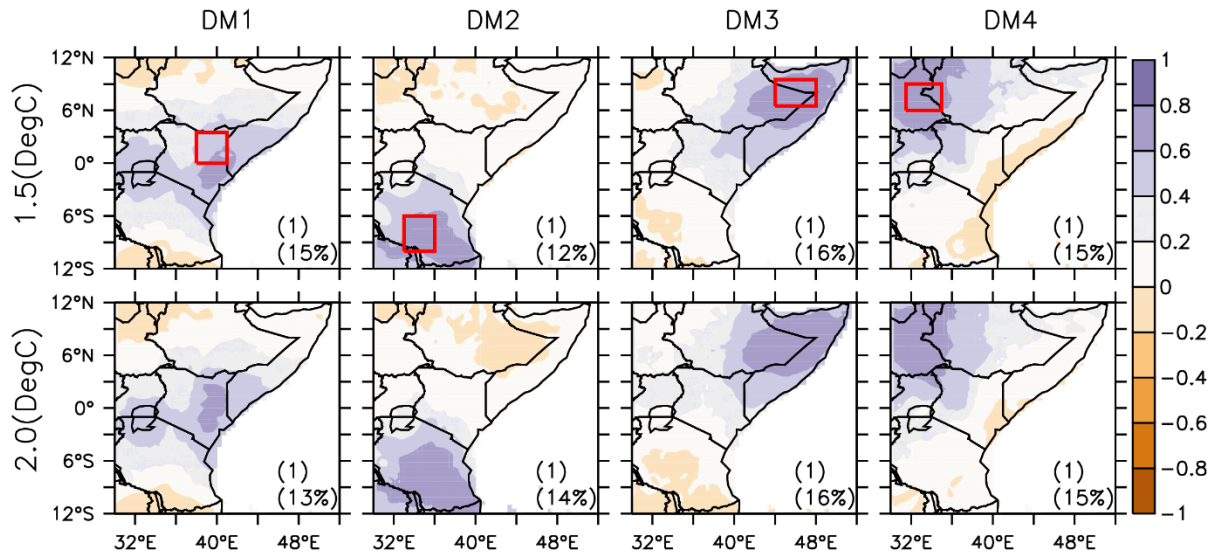 DM1 DM2 DM3 DM4
1.5(DegC)
12°N
6°N
0°
6°S
12°S
(1)
(15%)
(1)
(12%)
(1)
(16%)
(1)
(15%)
2.0(DegC)
12°N
6°N
0°
6°S
12°S
(1)
(13%)
(1)
(14%)
(1)
(16%)
(1)
(15%)
32°E 40°E 48°E 32°E 40°E 48°E 32°E 40°E 48°E 32°E 40°E 48°E
1
0.8
0.6
0.4
0.2
0
−0.2
−0.4
−0.6
−0.8
−1